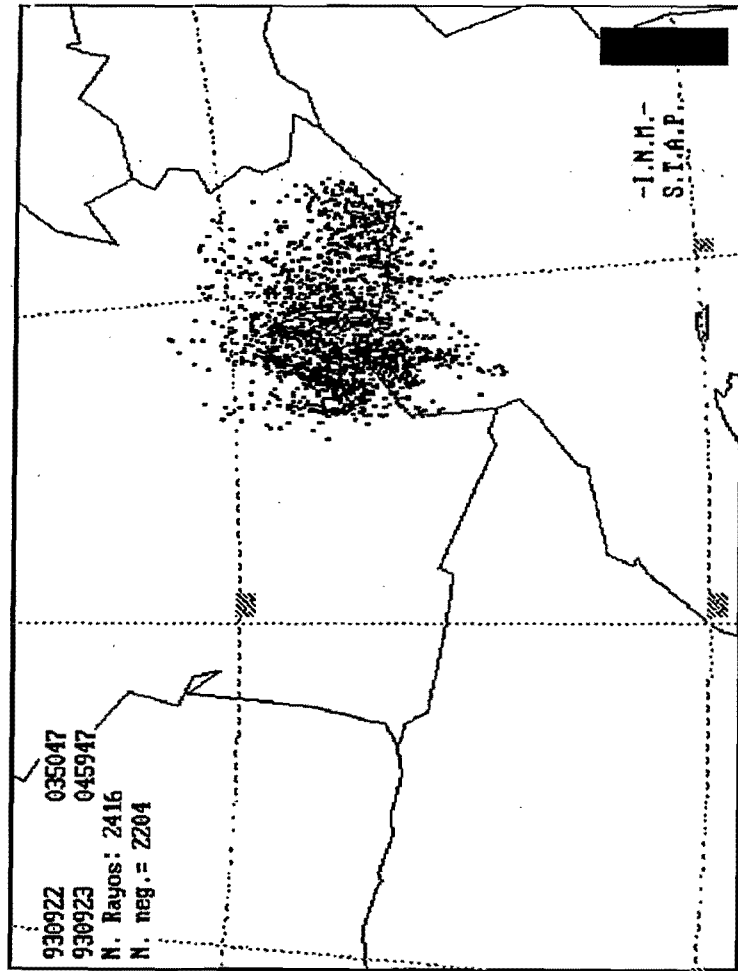 930922 035047
930923 045947
N. Rayos: 2416
N. neg.= 2204
-I.N.M.-
S.T.A.P.